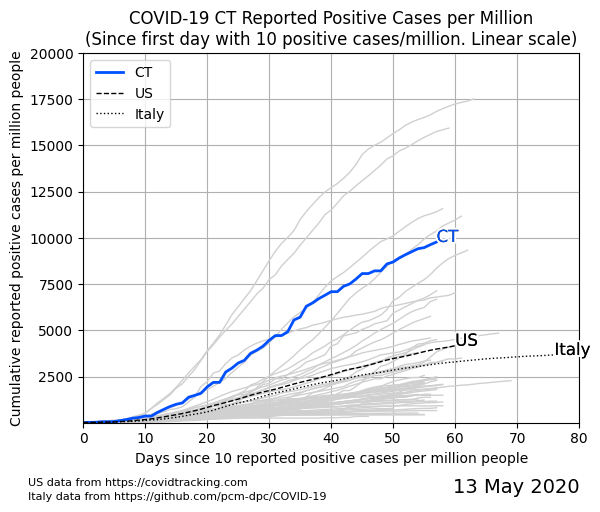 COVID-19 CT Reported Positive Cases per Million
(Since first day with 10 positive cases/million. Linear scale)
Cumulative reported positive cases per million people
20000
17500
15000
12500
10000
7500
5000
2500
CT
US
Italy
CT
US
Italy
0 10 20 30 40 50 60 70 80
Days since 10 reported positive cases per million people
US data from https://covidtracking.com
Italy data from https://github.com/pcm-dpc/COVID-19
13 May 2020